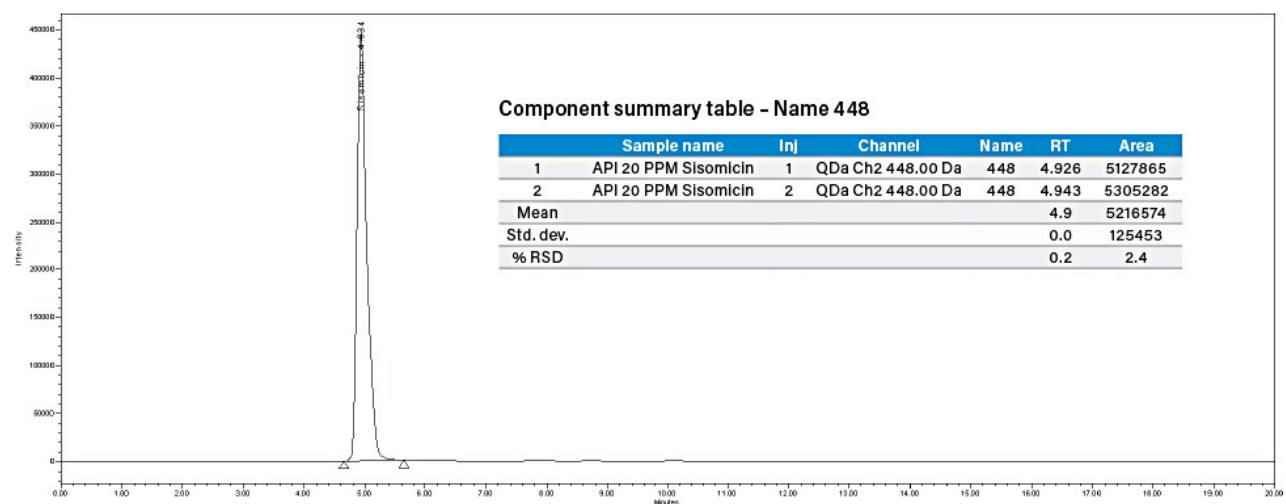 450000
400000
350000
300000
250000
200000
150000
100000
50000
0
Intensity
Component summary table – Name 448
Sample name Inj Channel Name RT Area
1 API 20 PPM Sisomicin 1 QDa Ch2 448.00 Da 448 4.926 5127865
2 API 20 PPM Sisomicin 2 QDa Ch2 448.00 Da 448 4.943 5305282
Mean 4.9 5216574
Std. dev. 0.0 125453
% RSD 0.2 2.4
0.00 1.00 2.00 3.00 4.00 5.00 6.00 7.00 8.00 9.00 10.00 11.00 12.00 13.00 14.00 15.00 16.00 17.00 18.00 19.00 20.00
Minutes